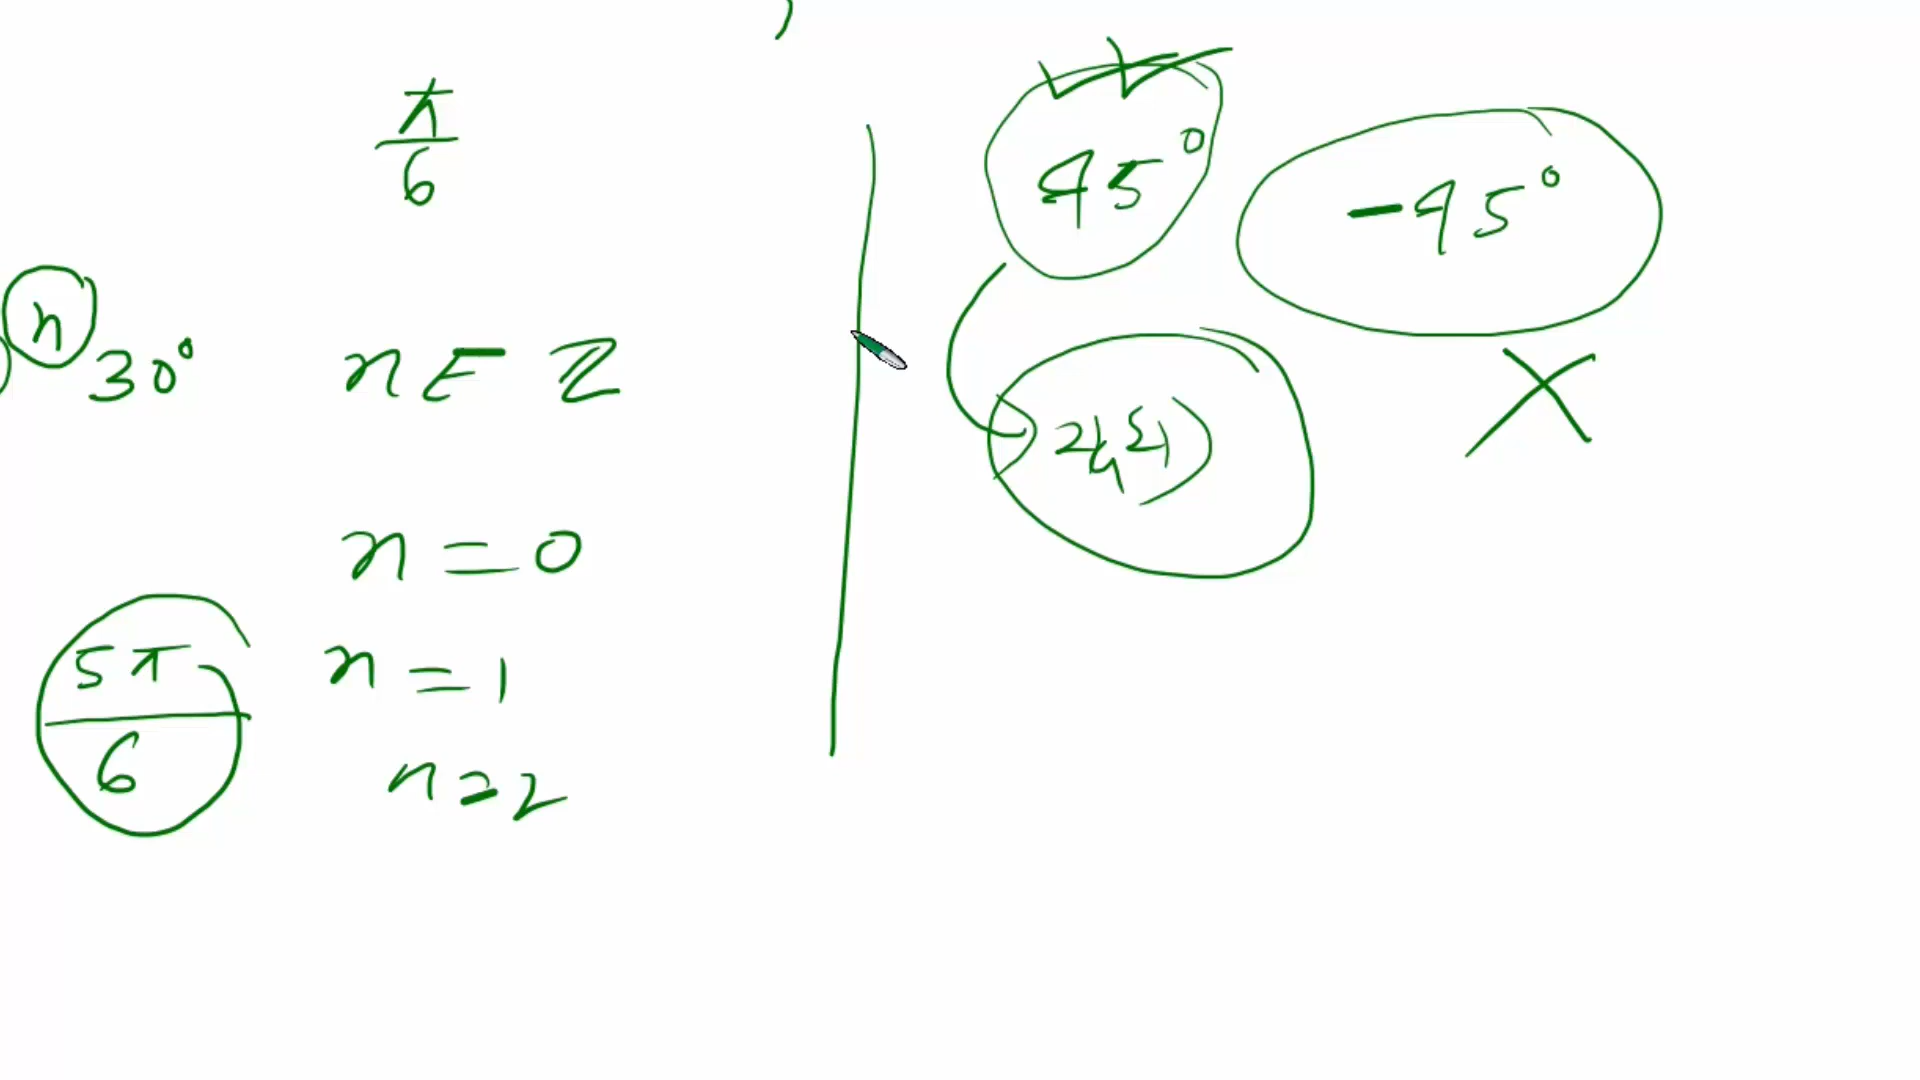 π/6
) n 30° n ∈ Z
n = 0
5π/6 n = 1
n = 2
45° -45°